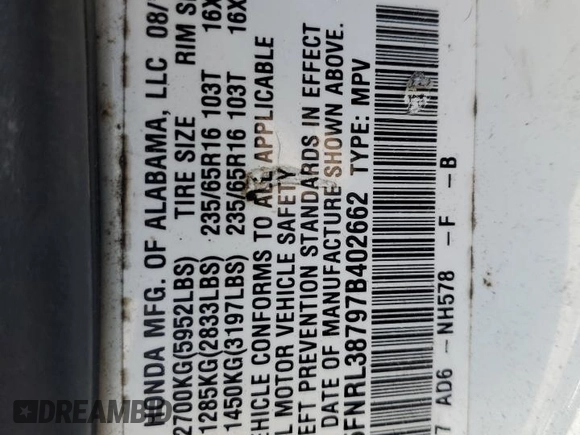 HONDA MFG. OF ALABAMA, LLC 08/
TIRE SIZE RIM S
2700KG(5952LBS)
1285KG(2833LBS) 235/65R16 103T 16X
1450KG(3197LBS) 235/65R16 103T 16X
VEHICLE CONFORMS TO ALL APPLICABLE
L MOTOR VEHICLE SAFETY
EFT PREVENTION STANDARDS IN EFFECT
DATE OF MANUFACTURE SHOWN ABOVE.
5FNRL38797B402662 TYPE: MPV
7 AD6 -NH578 -F -B
AUTOBIDCAR